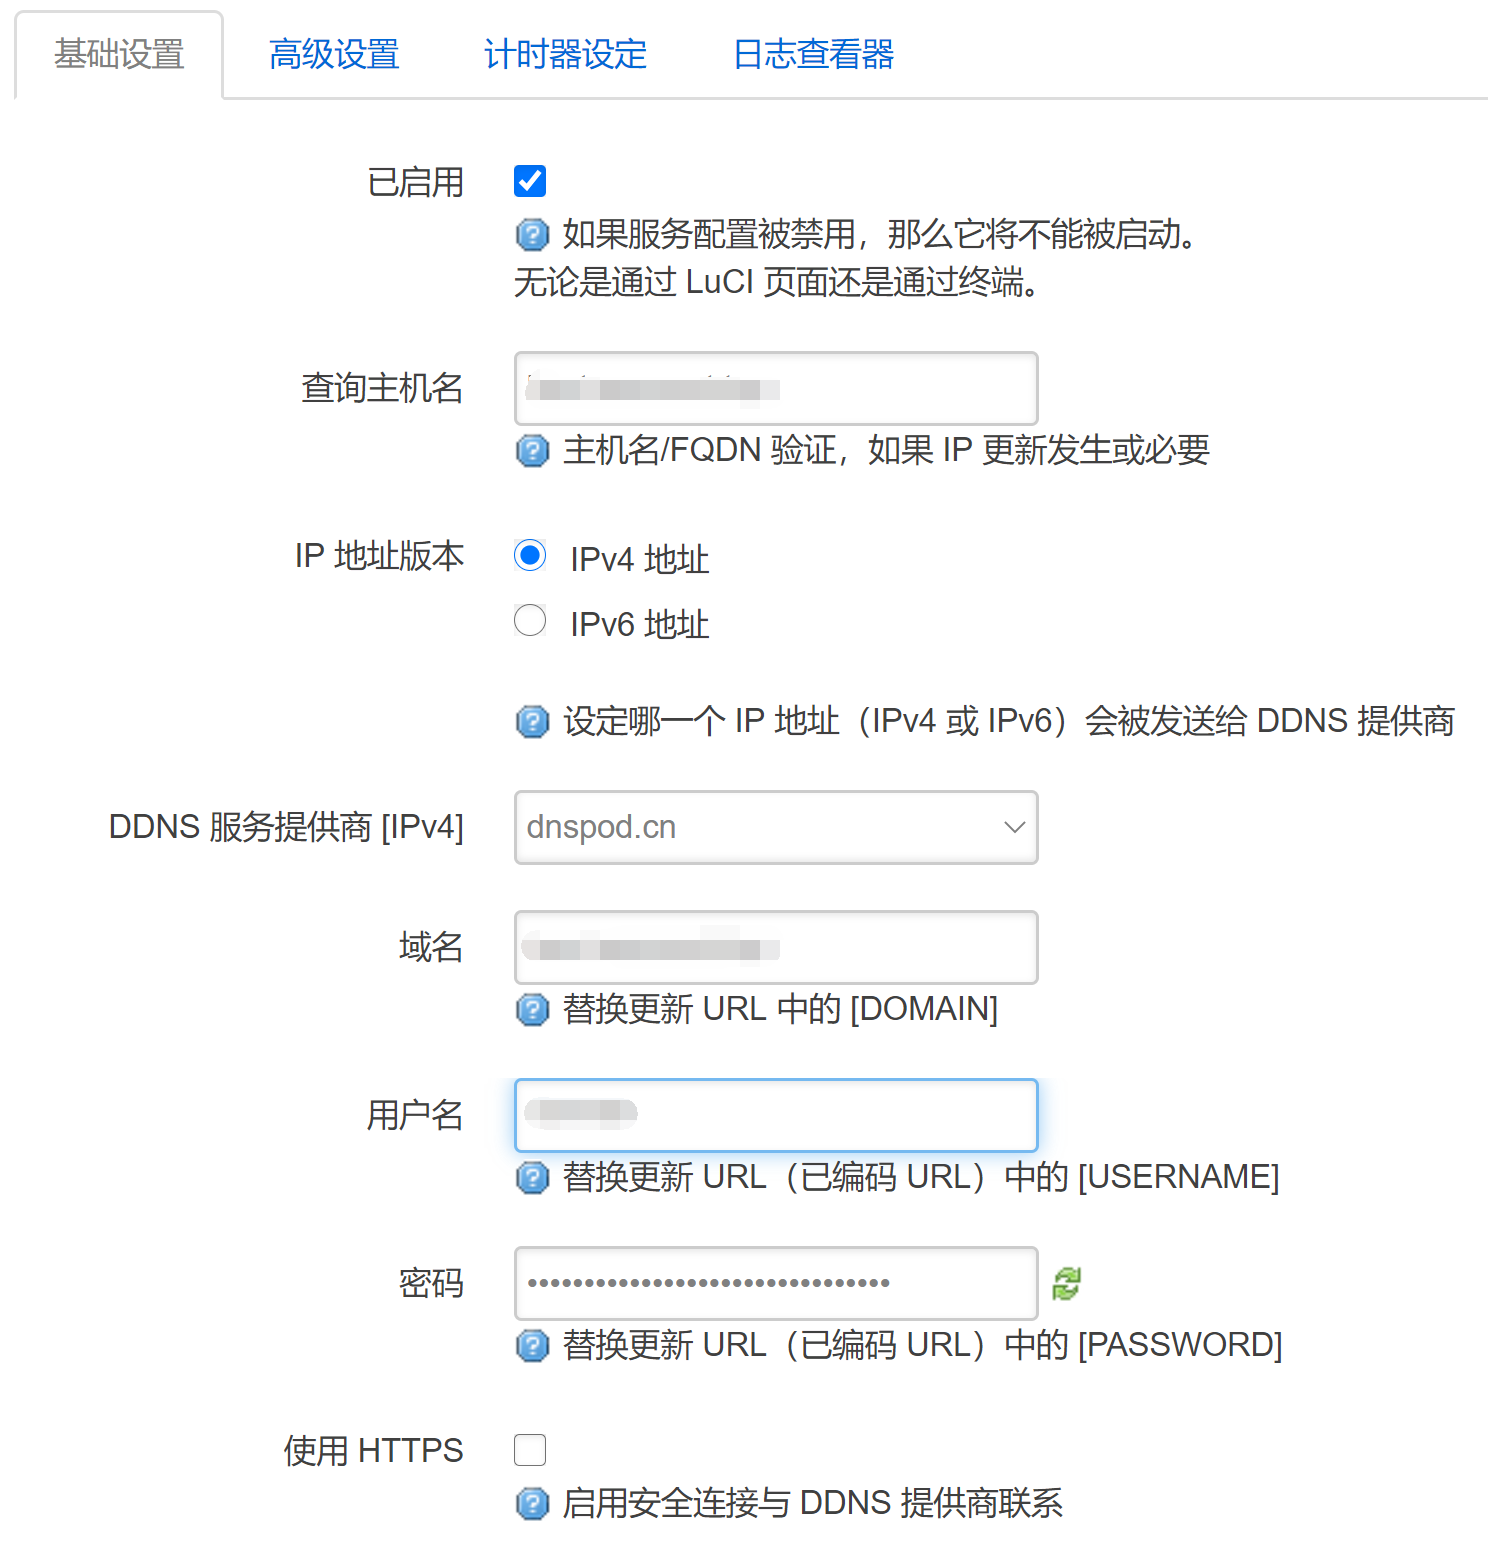 基础设置 高级设置 计时器设定 日志查看器
已启用
如果服务配置被禁用，那么它将不能被启动。
无论是通过 LuCI 页面还是通过终端。
查询主机名
主机名/FQDN 验证，如果 IP 更新发生或必要
IP 地址版本 IPv4 地址
IPv6 地址
设定哪一个 IP 地址（IPv4 或 IPv6）会被发送给 DDNS 提供商
DDNS 服务提供商 [IPv4] dnspod.cn
域名
替换更新 URL 中的 [DOMAIN]
用户名
替换更新 URL（已编码 URL）中的 [USERNAME]
密码
替换更新 URL（已编码 URL）中的 [PASSWORD]
使用 HTTPS
启用安全连接与 DDNS 提供商联系